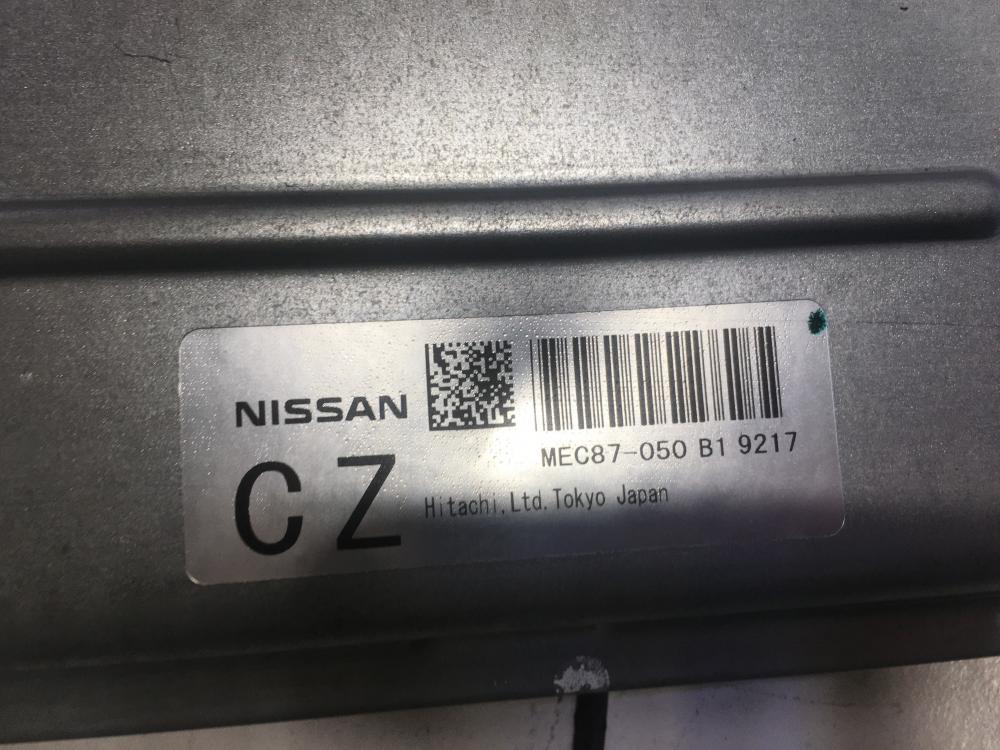 NISSAN
MEC87-050 B1 9217
CZ
Hitachi,Ltd.Tokyo Japan